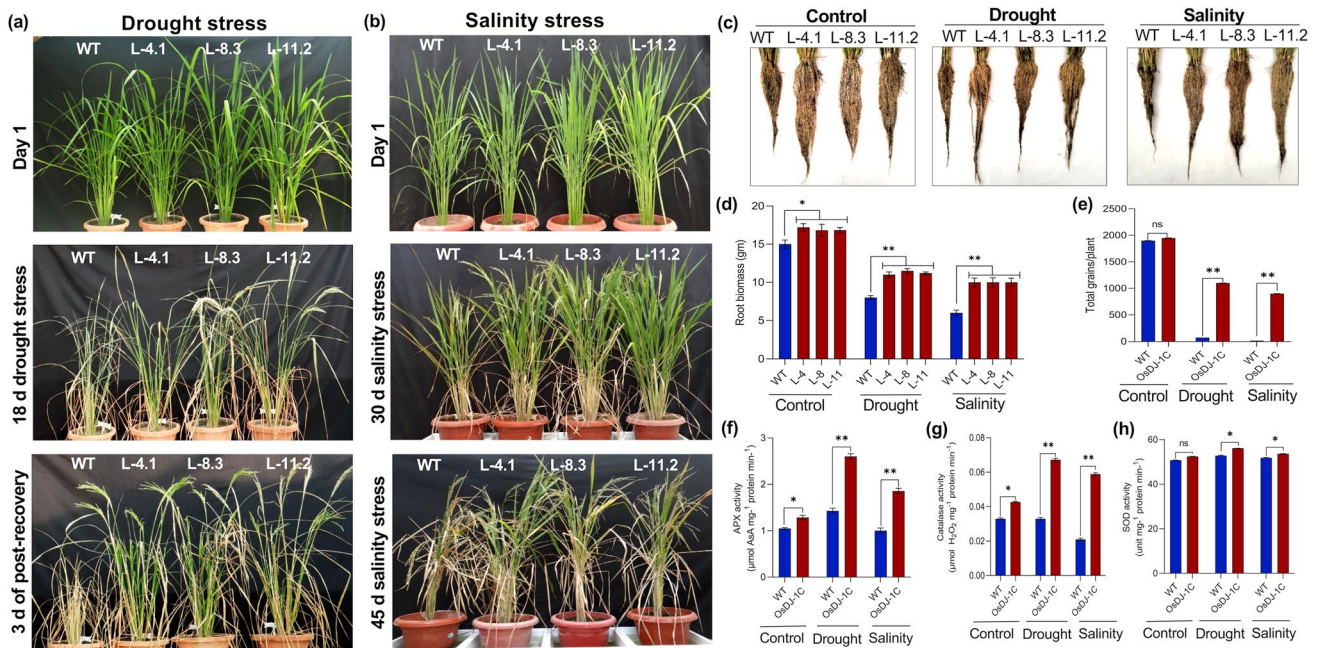 (a) Drought stress
WT L-4.1 L-8.3 L-11.2
Day 1
WT L-4.1 L-8.3 L-11.2
18 d drought stress
WT L-4.1 L-8.3 L-11.2
3 d of post-recovery
(b) Salinity stress
WT L-4.1 L-8.3 L-11.2
Day 1
WT L-4.1 L-8.3 L-11.2
30 d salinity stress
WT L-4.1 L-8.3 L-11.2
45 d salinity stress
(c) Control Drought Salinity
WT L-4.1 L-8.3 L-11.2 WT L-4.1 L-8.3 L-11.2 WT L-4.1 L-8.3 L-11.2
(d)
Root biomass (gm)
20
15
10
5
0
* ** **
WT L-4 L-8 L-11 WT L-4 L-8 L-11 WT L-4 L-8 L-11
Control Drought Salinity
(e)
Total grains/plant
2500
2000
1500
1000
500
0
ns ** **
WT OsDJ-1C WT OsDJ-1C WT OsDJ-1C
Control Drought Salinity
(f)
APX activity
(μmol AsA mg⁻¹ protein min-¹)
3
2
1
0
* ** **
WT OsDJ-1C WT OsDJ-1C WT OsDJ-1C
Control Drought Salinity
(g)
Catalase activity
(μmol H₂O₂ mg⁻¹ protein min-¹)
0.08
0.06
0.04
0.02
0.00
* ** **
WT OsDJ-1C WT OsDJ-1C WT OsDJ-1C
Control Drought Salinity
(h)
SOD activity
(unit mg-¹ protein min-¹)
60
40
20
0
ns * *
WT OsDJ-1C WT OsDJ-1C WT OsDJ-1C
Control Drought Salinity